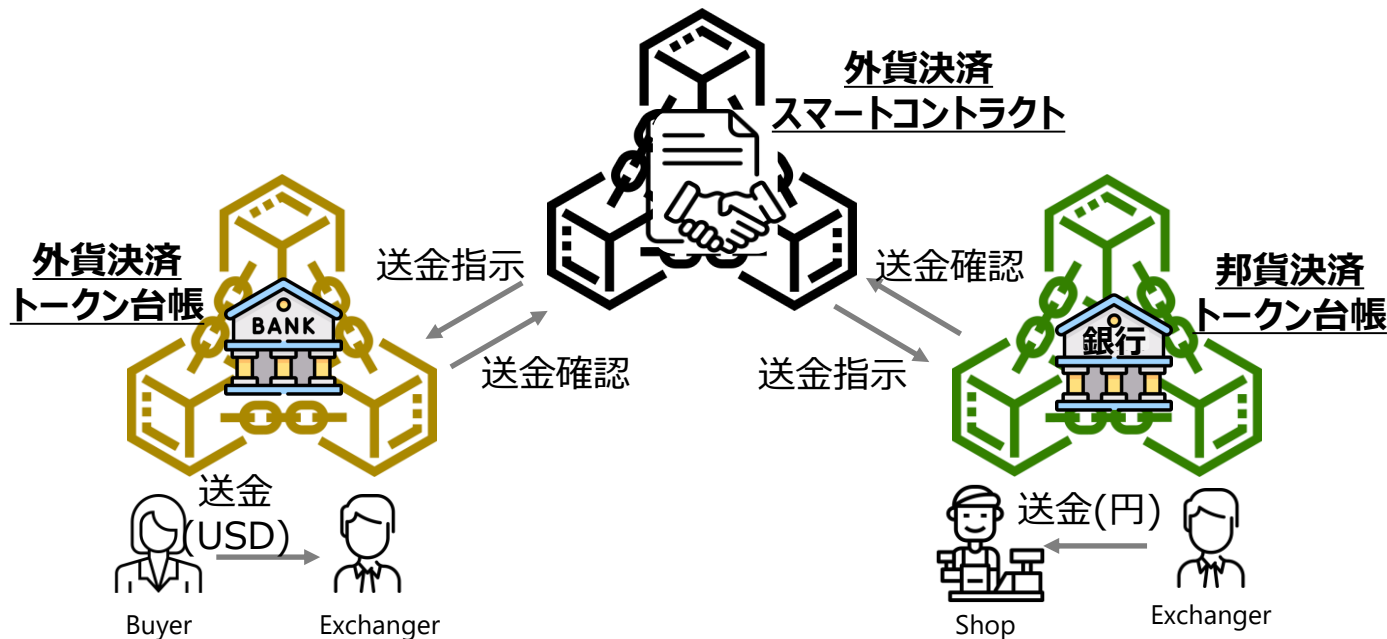 外貨決済
スマートコントラクト
外貨決済
トークン台帳
BANK
送金指示
送金確認
送金確認
送金指示
邦貨決済
トークン台帳
銀行
送金
(USD)
Buyer
Exchanger
送金(円)
Shop
Exchanger